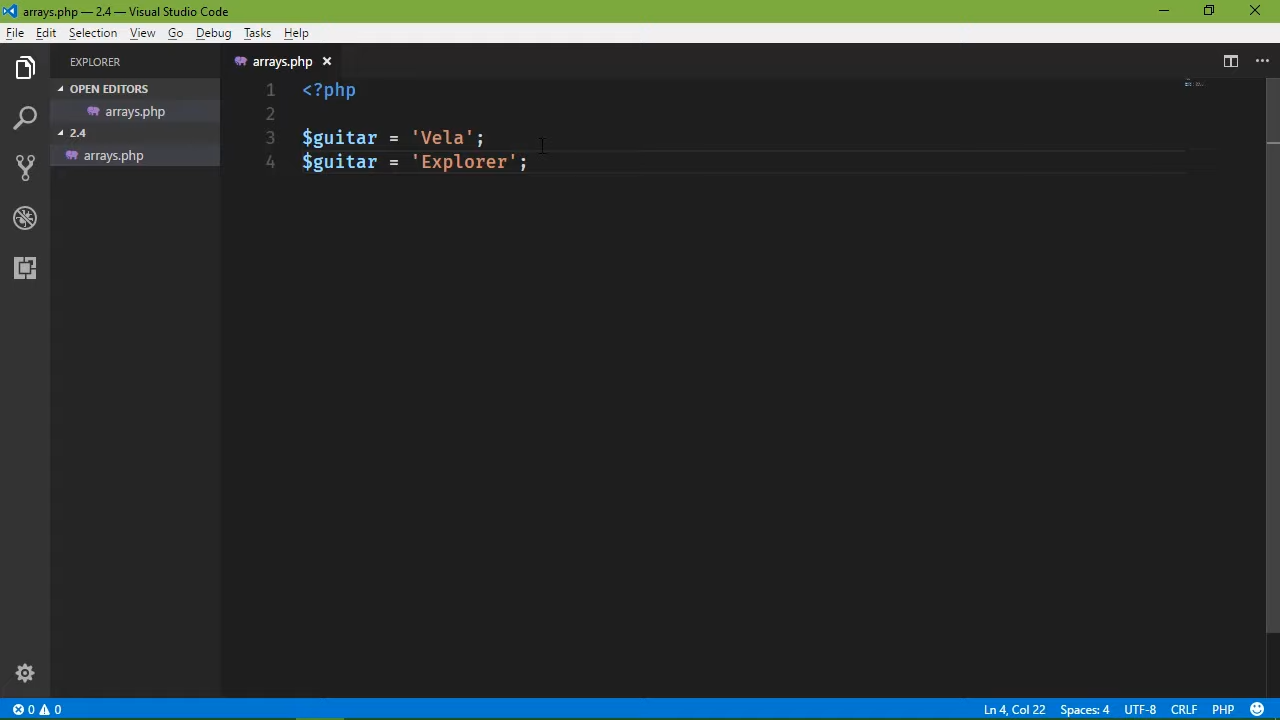 arrays.php — 2.4 — Visual Studio Code
File Edit Selection View Go Debug Tasks Help
EXPLORER
OPEN EDITORS
arrays.php
2.4
arrays.php
arrays.php
1 <?php
2
3 $guitar = 'Vela';
4 $guitar = 'Explorer';
0 0 Ln 4, Col 22 Spaces: 4 UTF-8 CRLF PHP